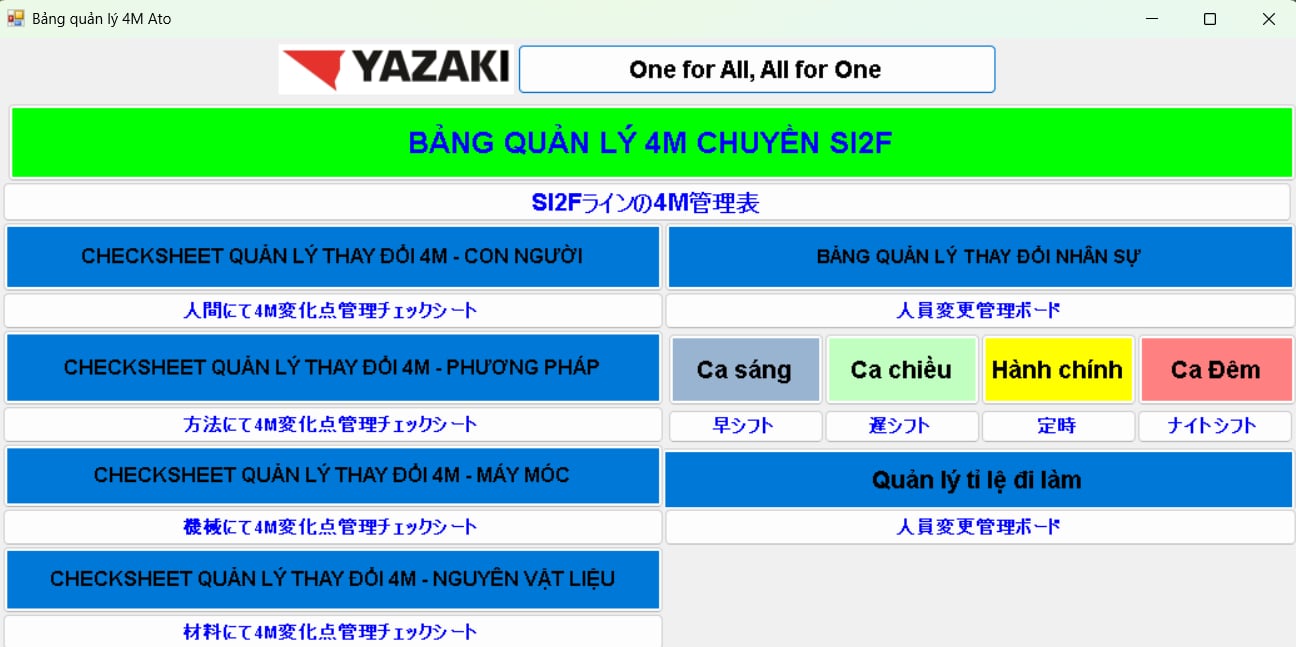 Bảng quản lý 4M Ato
YAZAKI
One for All, All for One
BẢNG QUẢN LÝ 4M CHUYỀN SI2F
SI2Fラインの4M管理表
CHECKSHEET QUẢN LÝ THAY ĐỔI 4M - CON NGƯỜI
BẢNG QUẢN LÝ THAY ĐỔI NHÂN SỰ
人間にて4M変化点管理チェックシート
人員変更管理ボード
CHECKSHEET QUẢN LÝ THAY ĐỔI 4M - PHƯƠNG PHÁP
Ca sáng
Ca chiều
Hành chính
Ca Đêm
方法にて4M変化点管理チェックシート
早シフト
遅シフト
定時
ナイトシフト
CHECKSHEET QUẢN LÝ THAY ĐỔI 4M - MÁY MÓC
Quản lý tỉ lệ đi làm
機械にて4M変化点管理チェックシート
人員変更管理ボード
CHECKSHEET QUẢN LÝ THAY ĐỔI 4M - NGUYÊN VẬT LIỆU
材料にて4M変化点管理チェックシート